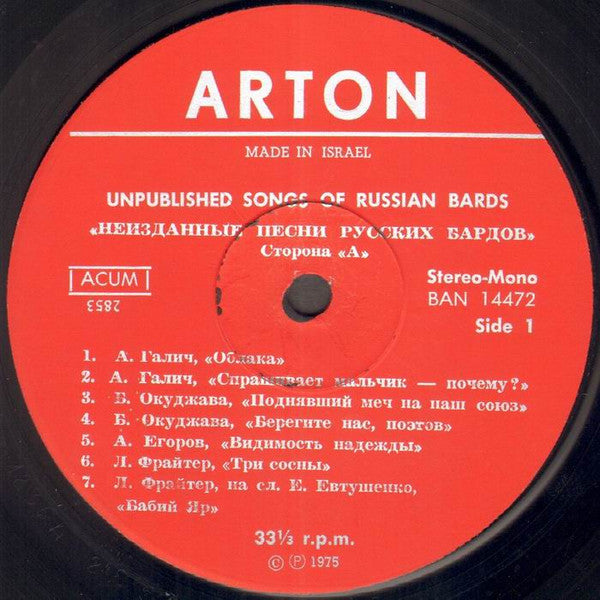 ARTON
MADE IN ISRAEL
UNPUBLISHED SONGS OF RUSSIAN BARDS
«НЕИЗДАННЫЕ ПЕСНИ РУССКИХ БАРДОВ»
Сторона «А»
ACUM
2853
Stereo-Mono
BAN 14472
Side 1
1. А. Галич, «Облака»
2. А. Галич, «Спрашивает мальчик — почему?»
3. Б. Окуджава, «Поднявший меч на наш союз»
4. Б. Окуджава, «Берегите нас, поэтов»
5. А. Егоров, «Видимость надежды»
6. Л. Фрайтер, «Три сосны»
7. Л. Фрайтер, на сл. Е. Евтушенко,
«Бабий Яр»
33⅓ r.p.m.
© ℗ 1975